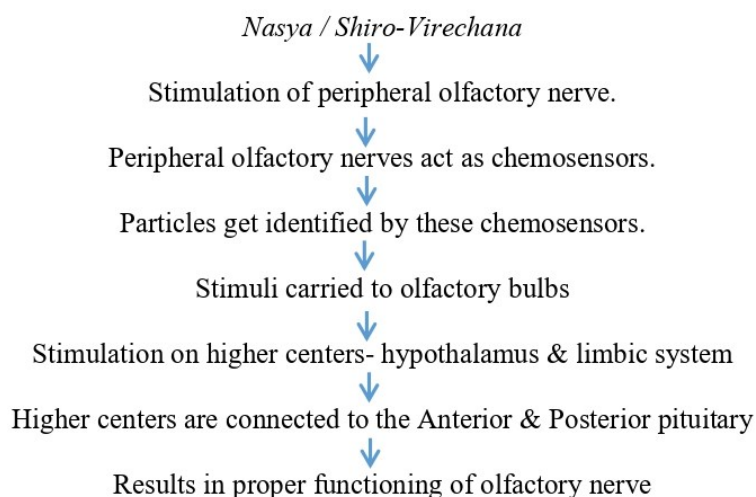 Nasya / Shiro-Virechana
Stimulation of peripheral olfactory nerve.
Peripheral olfactory nerves act as chemosensors.
Particles get identified by these chemosensors.
Stimuli carried to olfactory bulbs
Stimulation on higher centers- hypothalamus & limbic system
Higher centers are connected to the Anterior & Posterior pituitary
Results in proper functioning of olfactory nerve